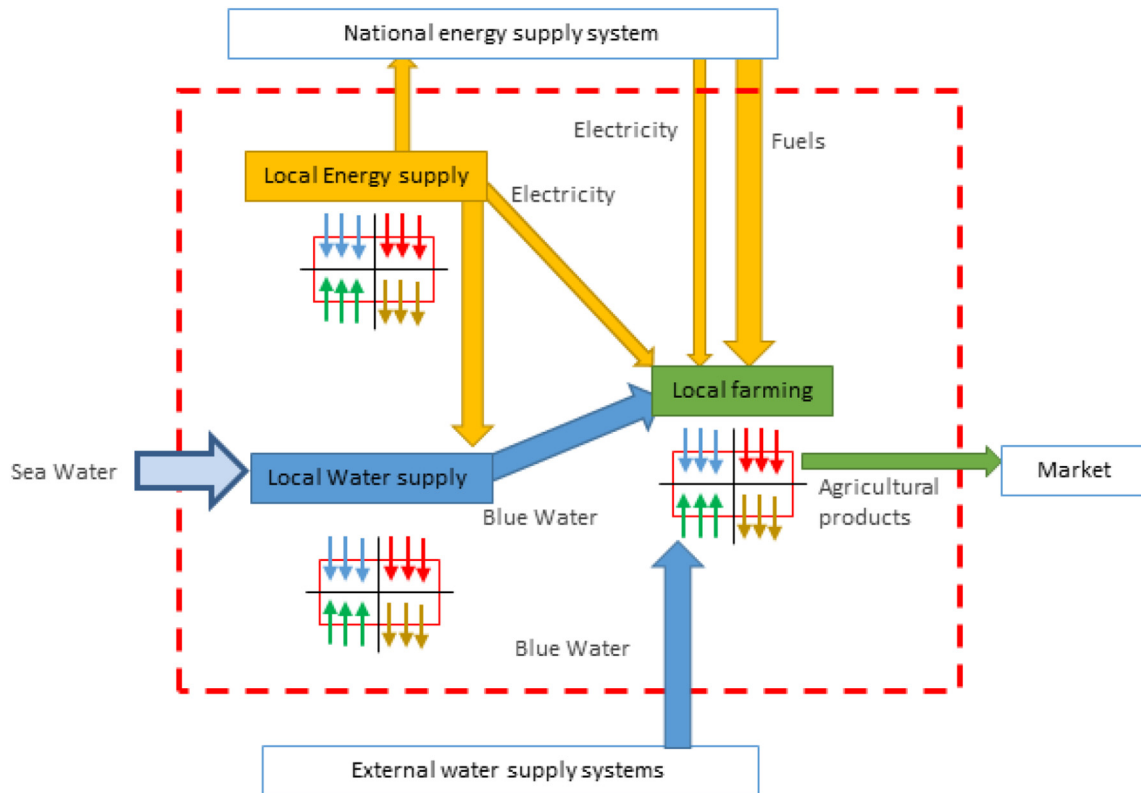 National energy supply system
Electricity
Fuels
Local Energy supply
Electricity
Local farming
Sea Water
Local Water supply
Blue Water
Agricultural
products
Market
Blue Water
External water supply systems